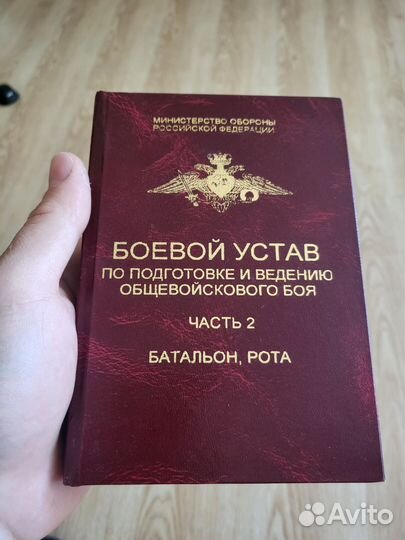 МИНИСТЕРСТВО ОБОРОНЫ
РОССИЙСКОЙ ФЕДЕРАЦИИ
БОЕВОЙ УСТАВ
ПО ПОДГОТОВКЕ И ВЕДЕНИЮ
ОБЩЕВОЙСКОВОГО БОЯ
ЧАСТЬ 2
БАТАЛЬОН, РОТА
Avito